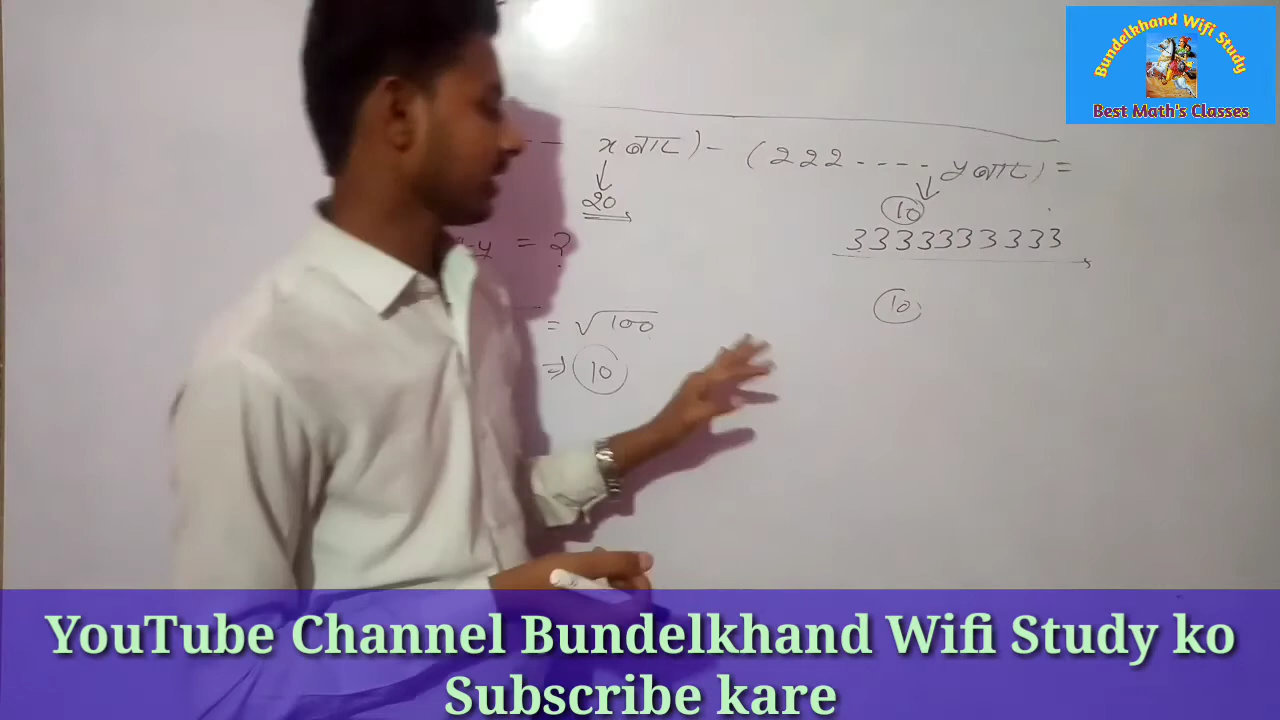 Bundelkhand Wifi Study
Best Math's Classes
-- x बार) - (222 ---- y बार) =
20
10
3333333333
-y = ?
= √100
10
⇒ 10
YouTube Channel Bundelkhand Wifi Study ko
Subscribe kare